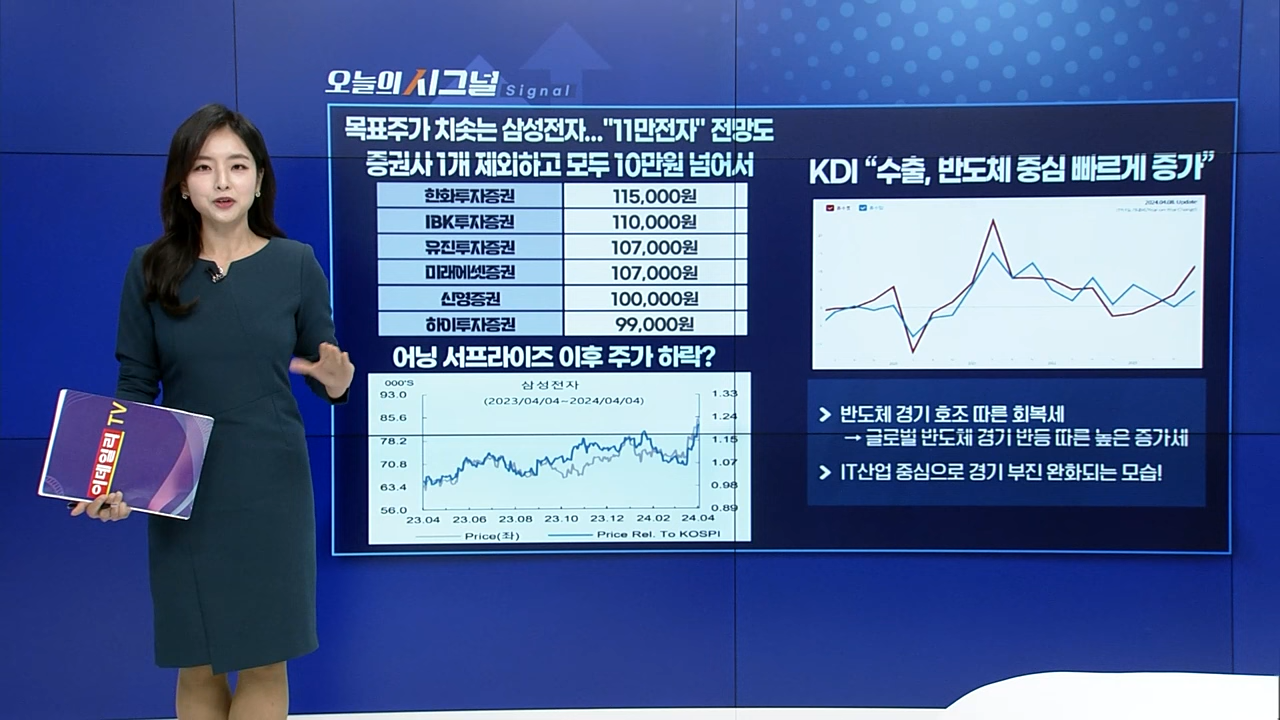 오늘의 시그널 Signal
목표주가 치솟는 삼성전자..."11만전자" 전망도
증권사 1개 제외하고 모두 10만원 넘어서
한화투자증권 115,000원
IBK투자증권 110,000원
유진투자증권 107,000원
미래에셋증권 107,000원
신영증권 100,000원
하이투자증권 99,000원
어닝 서프라이즈 이후 주가 하락?
000'S
삼성전자
(2023/04/04~2024/04/04)
93.0 1.33
85.6 1.24
78.2 1.15
70.8 1.07
63.4 0.98
56.0 0.89
23.04 23.06 23.08 23.10 23.12 24.02 24.04
Price(좌) Price Rel. To KOSPI
KDI “수출, 반도체 중심 빠르게 증가”
2024.04.08. Update
반도체 경기 호조 따른 회복세
→ 글로벌 반도체 경기 반등 따른 높은 증가세
IT산업 중심으로 경기 부진 완화되는 모습!
이데일리 TV